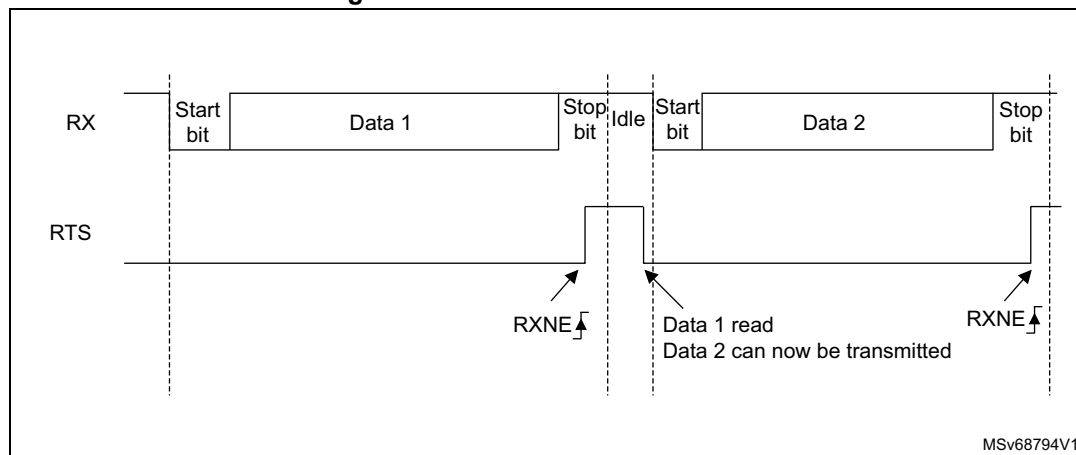 RX
Start
bit
Data 1
Stop
bit
Idle
Start
bit
Data 2
Stop
bit
RTS
RXNE
Data 1 read
Data 2 can now be transmitted
RXNE
MSv68794V1